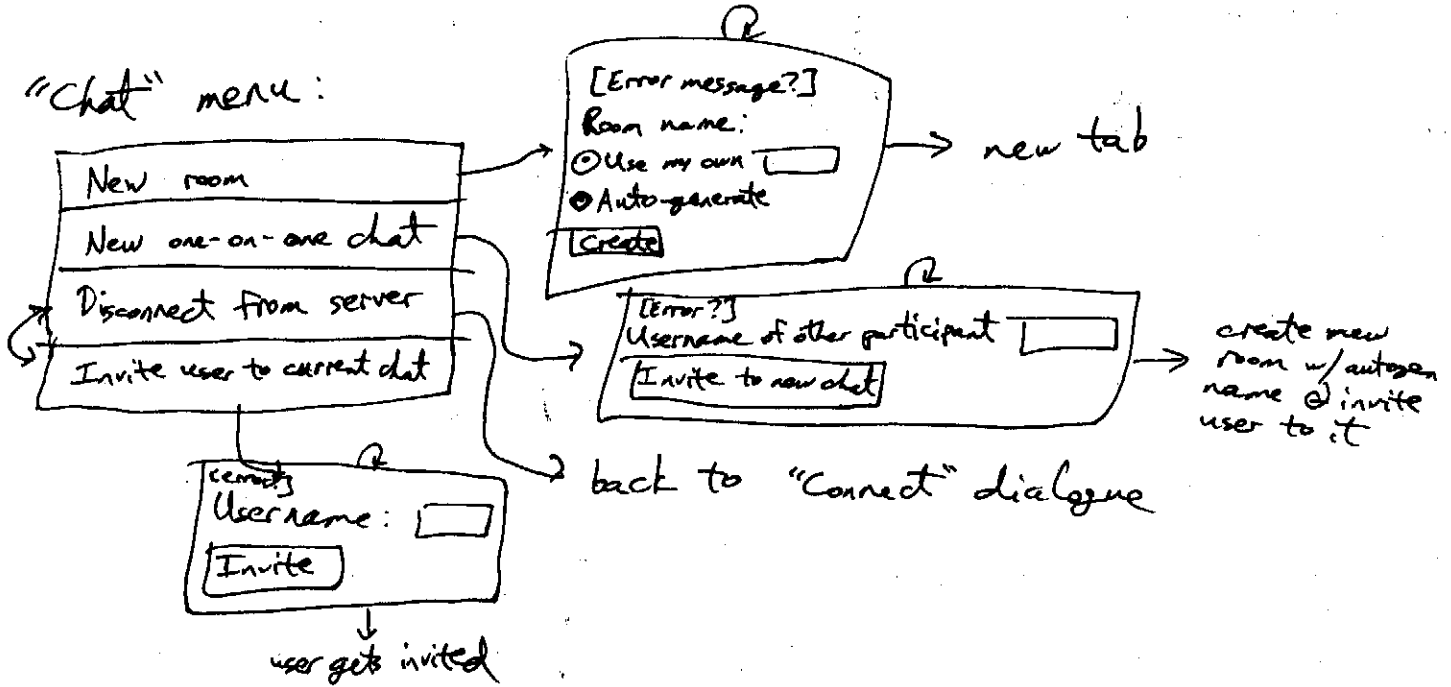 "Chat" menu:
New room
New one-on-one chat
Disconnect from server
Invite user to current chat
[Error message?]
Room name:
Use my own
Auto-generate
Create
new tab
[Error?]
Username of other participant
Invite to new chat
create new
room w/autogen
name & invite
user to it
back to "Connect" dialogue
[error?]
Username:
Invite
user gets invited